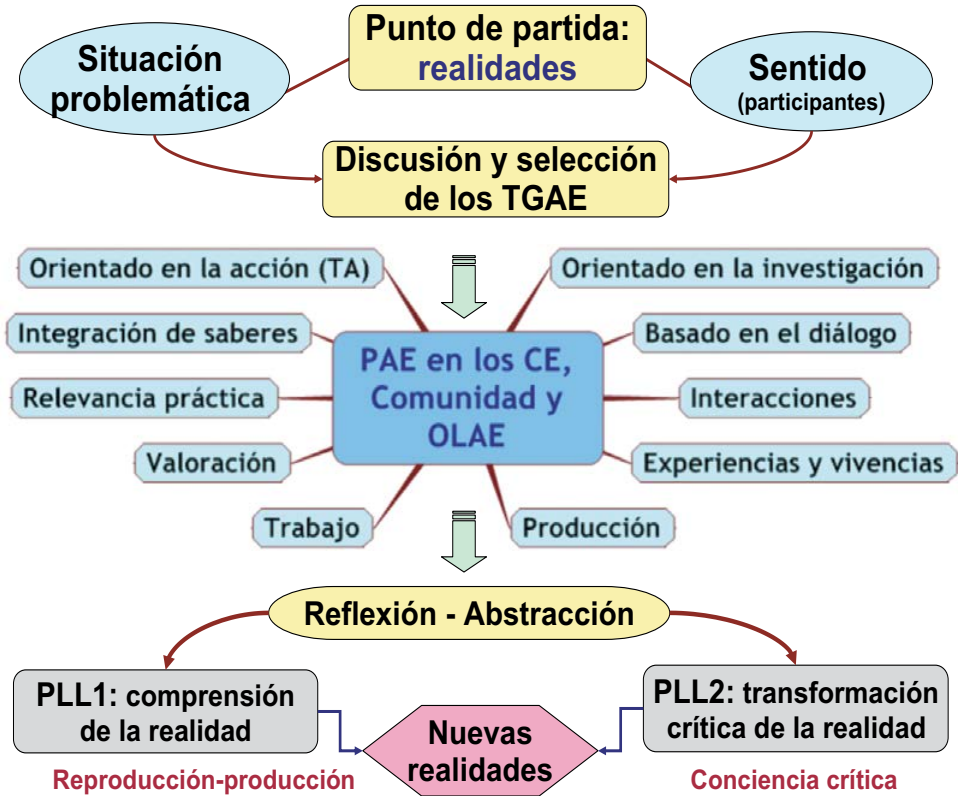 Punto de partida:
realidades
Situación
problemática
Sentido
(participantes)
Discusión y selección
de los TGAE
Orientado en la acción (TA)
Orientado en la investigación
Integración de saberes
Basado en el diálogo
PAE en los CE,
Comunidad y
OLAE
Relevancia práctica
Interacciones
Valoración
Experiencias y vivencias
Trabajo
Producción
Reflexión - Abstracción
PLL1: comprensión
de la realidad
PLL2: transformación
crítica de la realidad
Nuevas
realidades
Reproducción-producción
Conciencia crítica